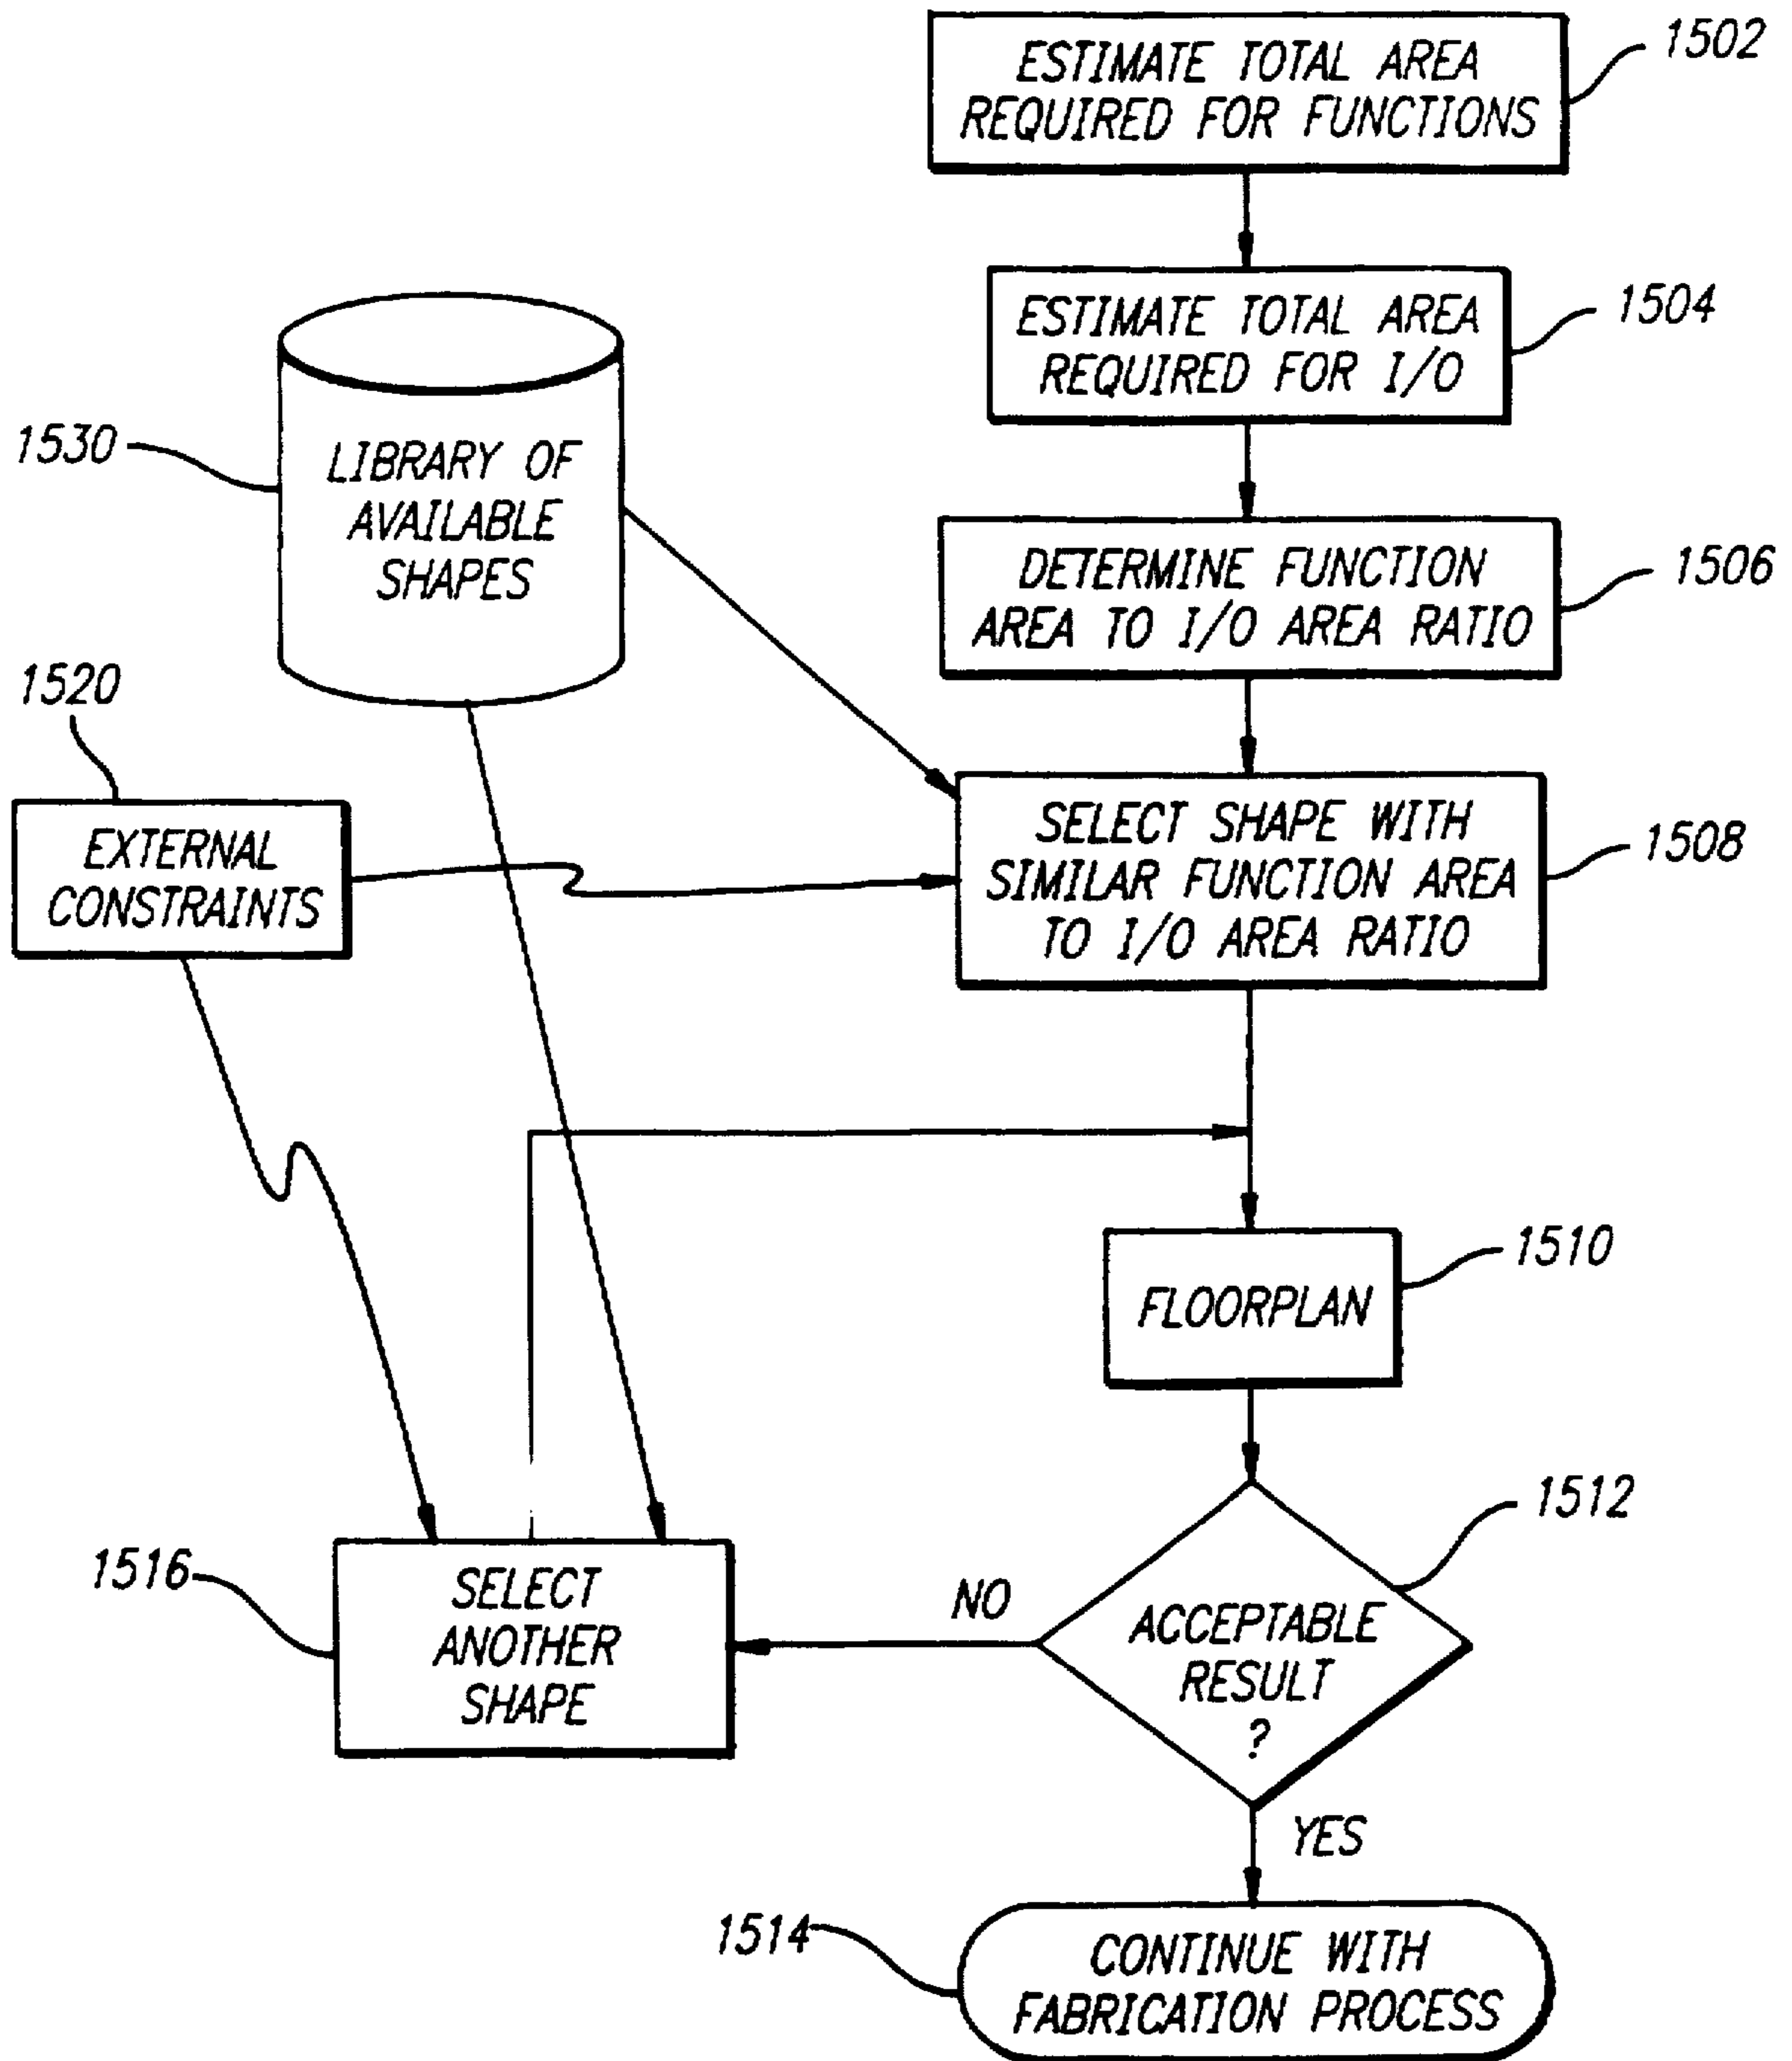 1502
ESTIMATE TOTAL AREA
REQUIRED FOR FUNCTIONS
1504
ESTIMATE TOTAL AREA
REQUIRED FOR I/O
1530
LIBRARY OF
AVAILABLE
SHAPES
1506
DETERMINE FUNCTION
AREA TO I/O AREA RATIO
1520
EXTERNAL
CONSTRAINTS
1508
SELECT SHAPE WITH
SIMILAR FUNCTION AREA
TO I/O AREA RATIO
1510
FLOORPLAN
1512
ACCEPTABLE
RESULT
?
NO
1516
SELECT
ANOTHER
SHAPE
YES
1514
CONTINUE WITH
FABRICATION PROCESS